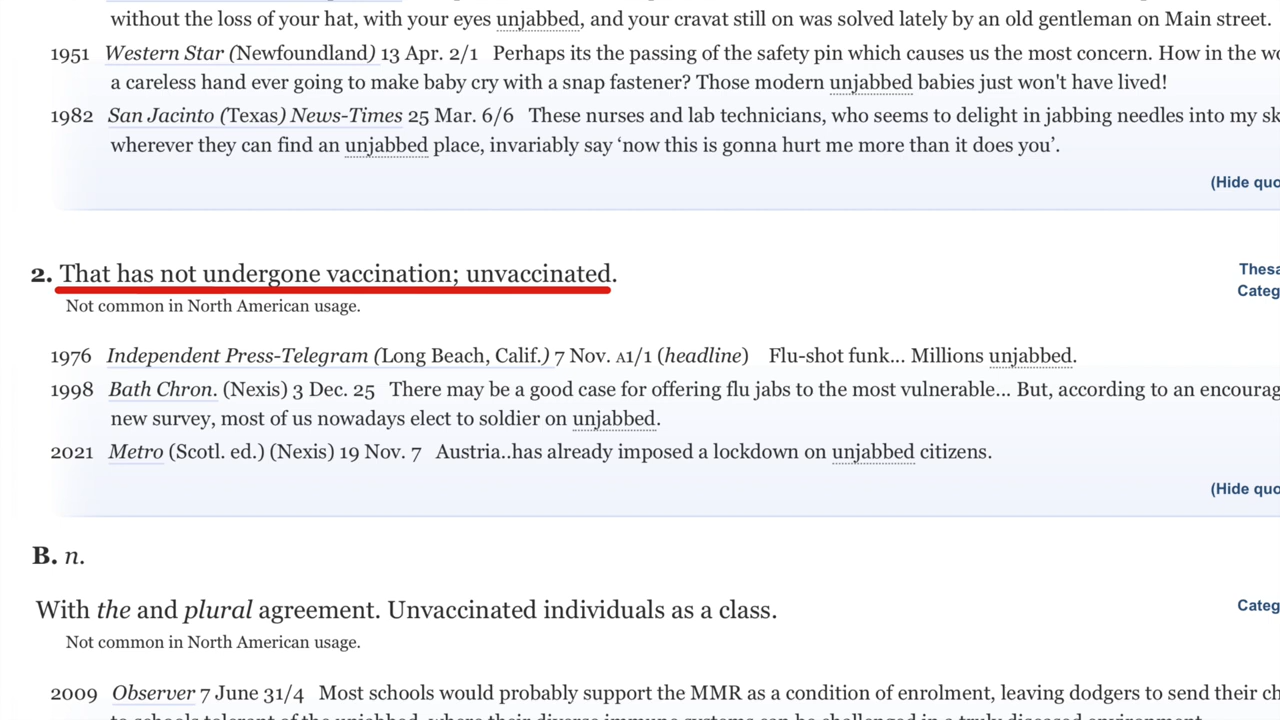 without the loss of your hat, with your eyes unjabbed, and your cravat still on was solved lately by an old gentleman on Main street.
1951 Western Star (Newfoundland) 13 Apr. 2/1 Perhaps its the passing of the safety pin which causes us the most concern. How in the
a careless hand ever going to make baby cry with a snap fastener? Those modern unjabbed babies just won't have lived!
1982 San Jacinto (Texas) News-Times 25 Mar. 6/6 These nurses and lab technicians, who seems to delight in jabbing needles into my
wherever they can find an unjabbed place, invariably say ‘now this is gonna hurt me more than it does you’.
(Hide
2. That has not undergone vaccination; unvaccinated.
Thesa
Not common in North American usage.
Categ
1976 Independent Press-Telegram (Long Beach, Calif.) 7 Nov. A1/1 (headline) Flu-shot funk... Millions unjabbed.
1998 Bath Chron. (Nexis) 3 Dec. 25 There may be a good case for offering flu jabs to the most vulnerable... But, according to an encourag
new survey, most of us nowadays elect to soldier on unjabbed.
2021 Metro (Scotl. ed.) (Nexis) 19 Nov. 7 Austria..has already imposed a lockdown on unjabbed citizens.
(Hide quo
B. n.
With the and plural agreement. Unvaccinated individuals as a class.
Categ
Not common in North American usage.
2009 Observer 7 June 31/4 Most schools would probably support the MMR as a condition of enrolment, leaving dodgers to send their ch